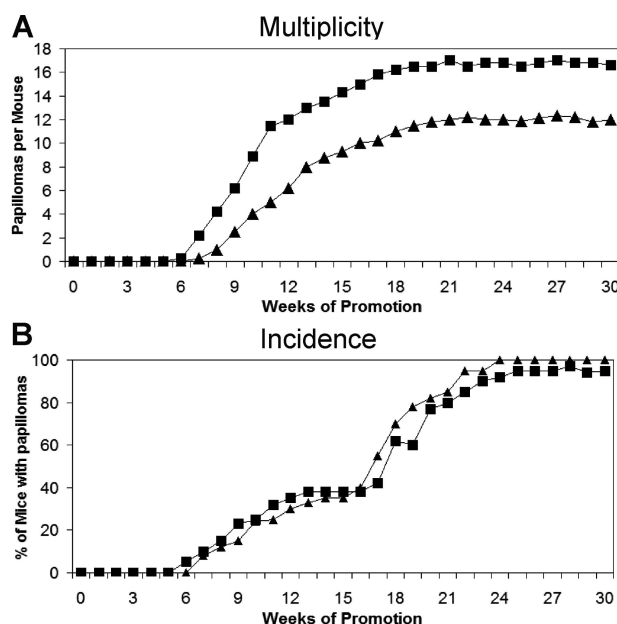 A
Multiplicity
18
16
14
12
10
8
6
4
2
0
Papillomas per Mouse
0 3 6 9 12 15 18 21 24 27 30
Weeks of Promotion
B
Incidence
100
80
60
40
20
0
% of Mice with papillomas
0 3 6 9 12 15 18 21 24 27 30
Weeks of Promotion